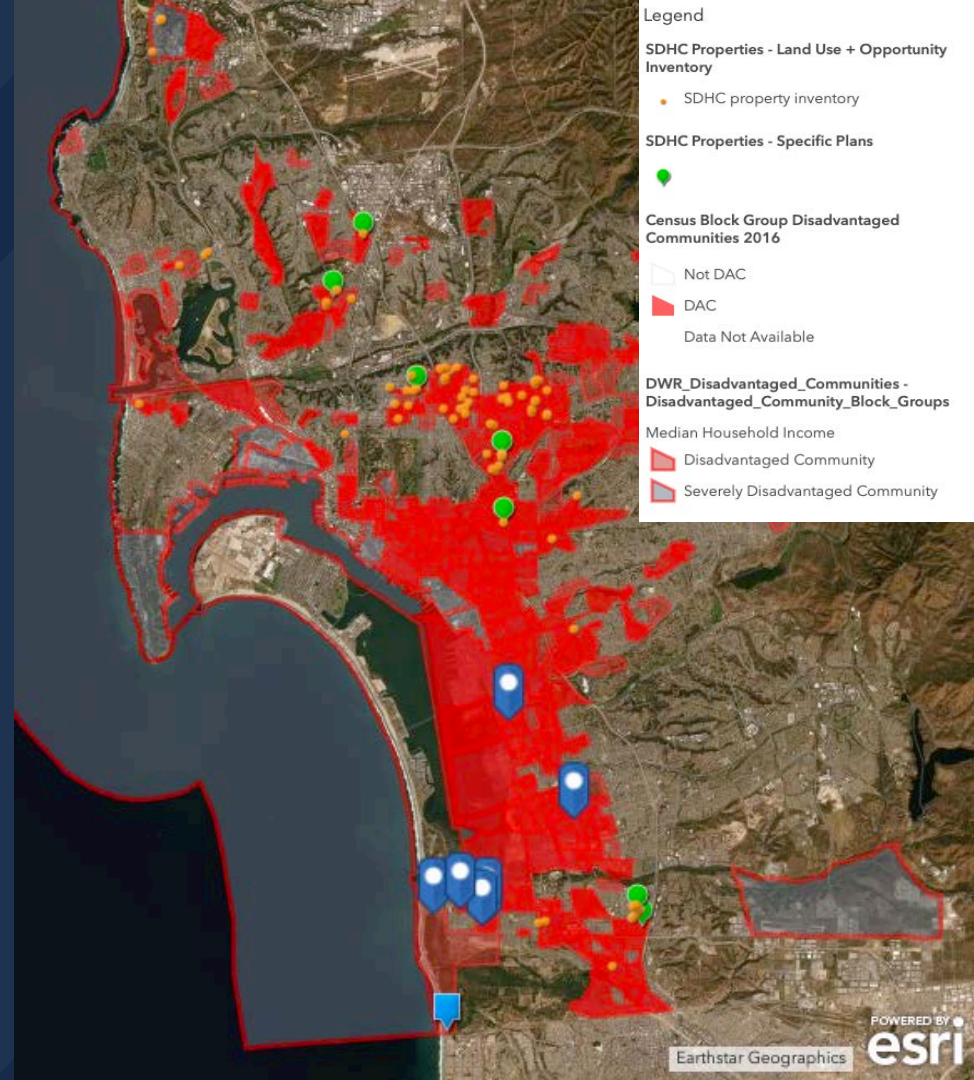 Legend
SDHC Properties - Land Use + Opportunity
Inventory
SDHC property inventory
SDHC Properties - Specific Plans
Census Block Group Disadvantaged
Communities 2016
Not DAC
DAC
Data Not Available
DWR_Disadvantaged_Communities -
Disadvantaged_Community_Block_Groups
Median Household Income
Disadvantaged Community
Severely Disadvantaged Community
POWERED BY
esri
Earthstar Geographics